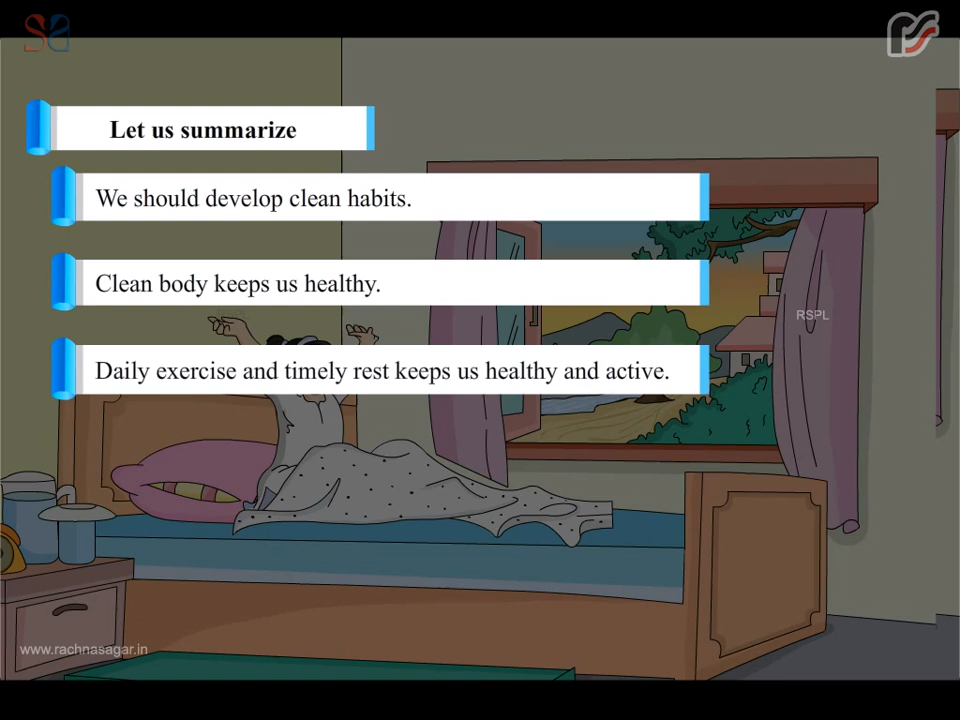 Let us summarize
We should develop clean habits.
Clean body keeps us healthy.
RSPL
Daily exercise and timely rest keeps us healthy and active.
www.rachnasagar.in